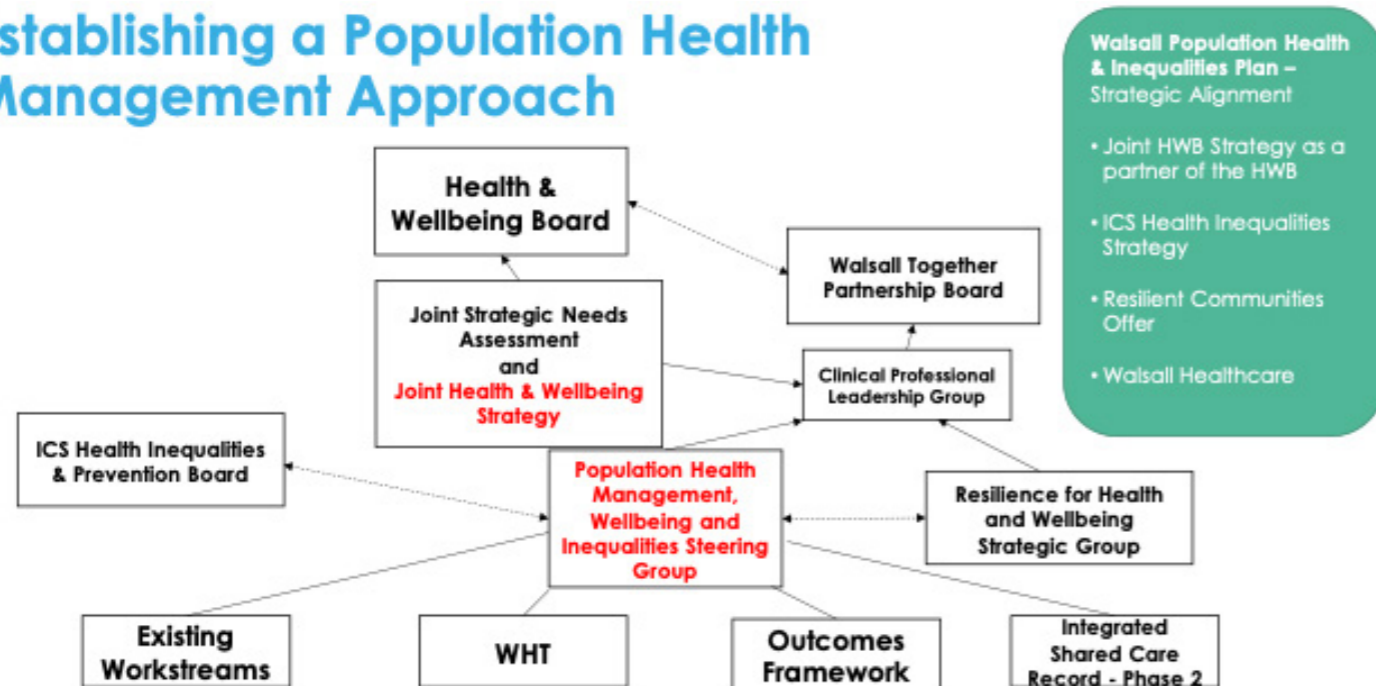 stablishing a Population Health
Management Approach
Walsall Population Health
& Inequalities Plan –
Strategic Alignment
• Joint HWB Strategy as a
partner of the HWB
• ICS Health Inequalities
Strategy
• Resilient Communities
Offer
• Walsall Healthcare
Health &
Wellbeing Board
Walsall Together
Partnership Board
Joint Strategic Needs
Assessment
and
Joint Health & Wellbeing
Strategy
Clinical Professional
Leadership Group
ICS Health Inequalities
& Prevention Board
Population Health
Management,
Wellbeing and
Inequalities Steering
Group
Resilience for Health
and Wellbeing
Strategic Group
Existing
Workstreams
WHT
Outcomes
Framework
Integrated
Shared Care
Record - Phase 2